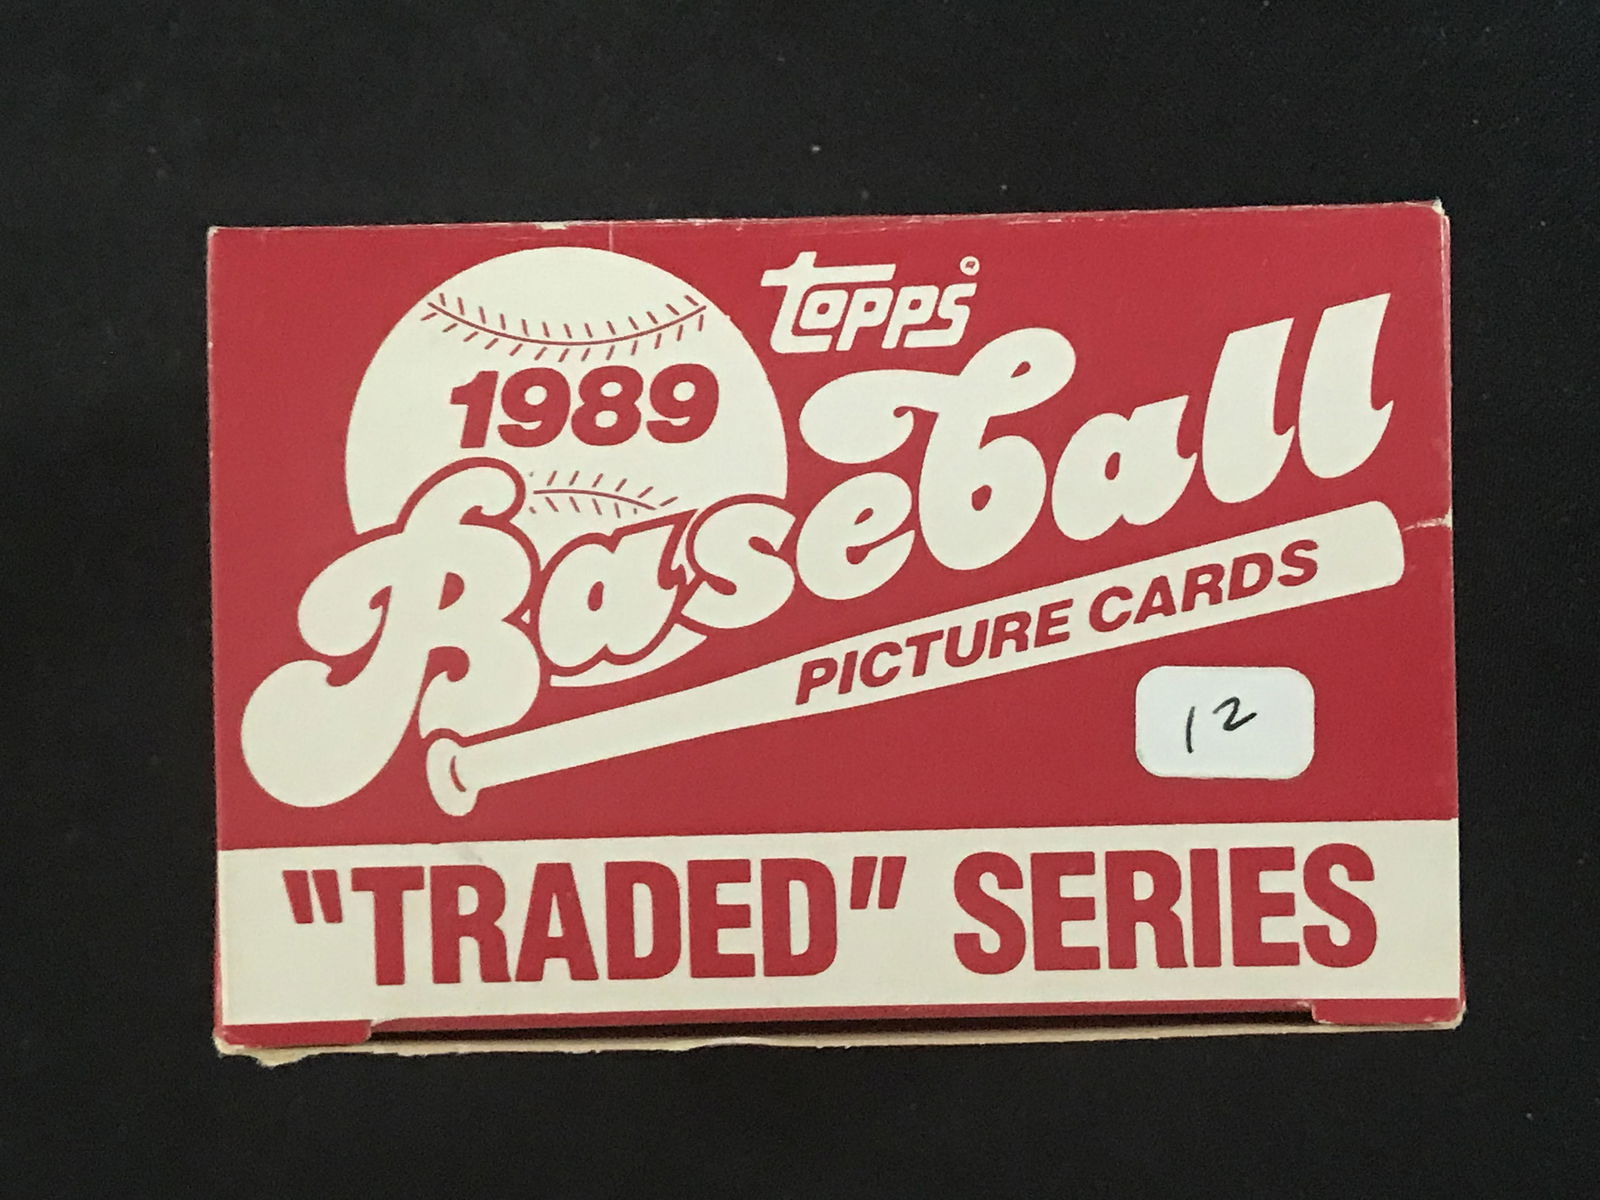 topps®
1989
Baseball
PICTURE CARDS
12
"TRADED" SERIES